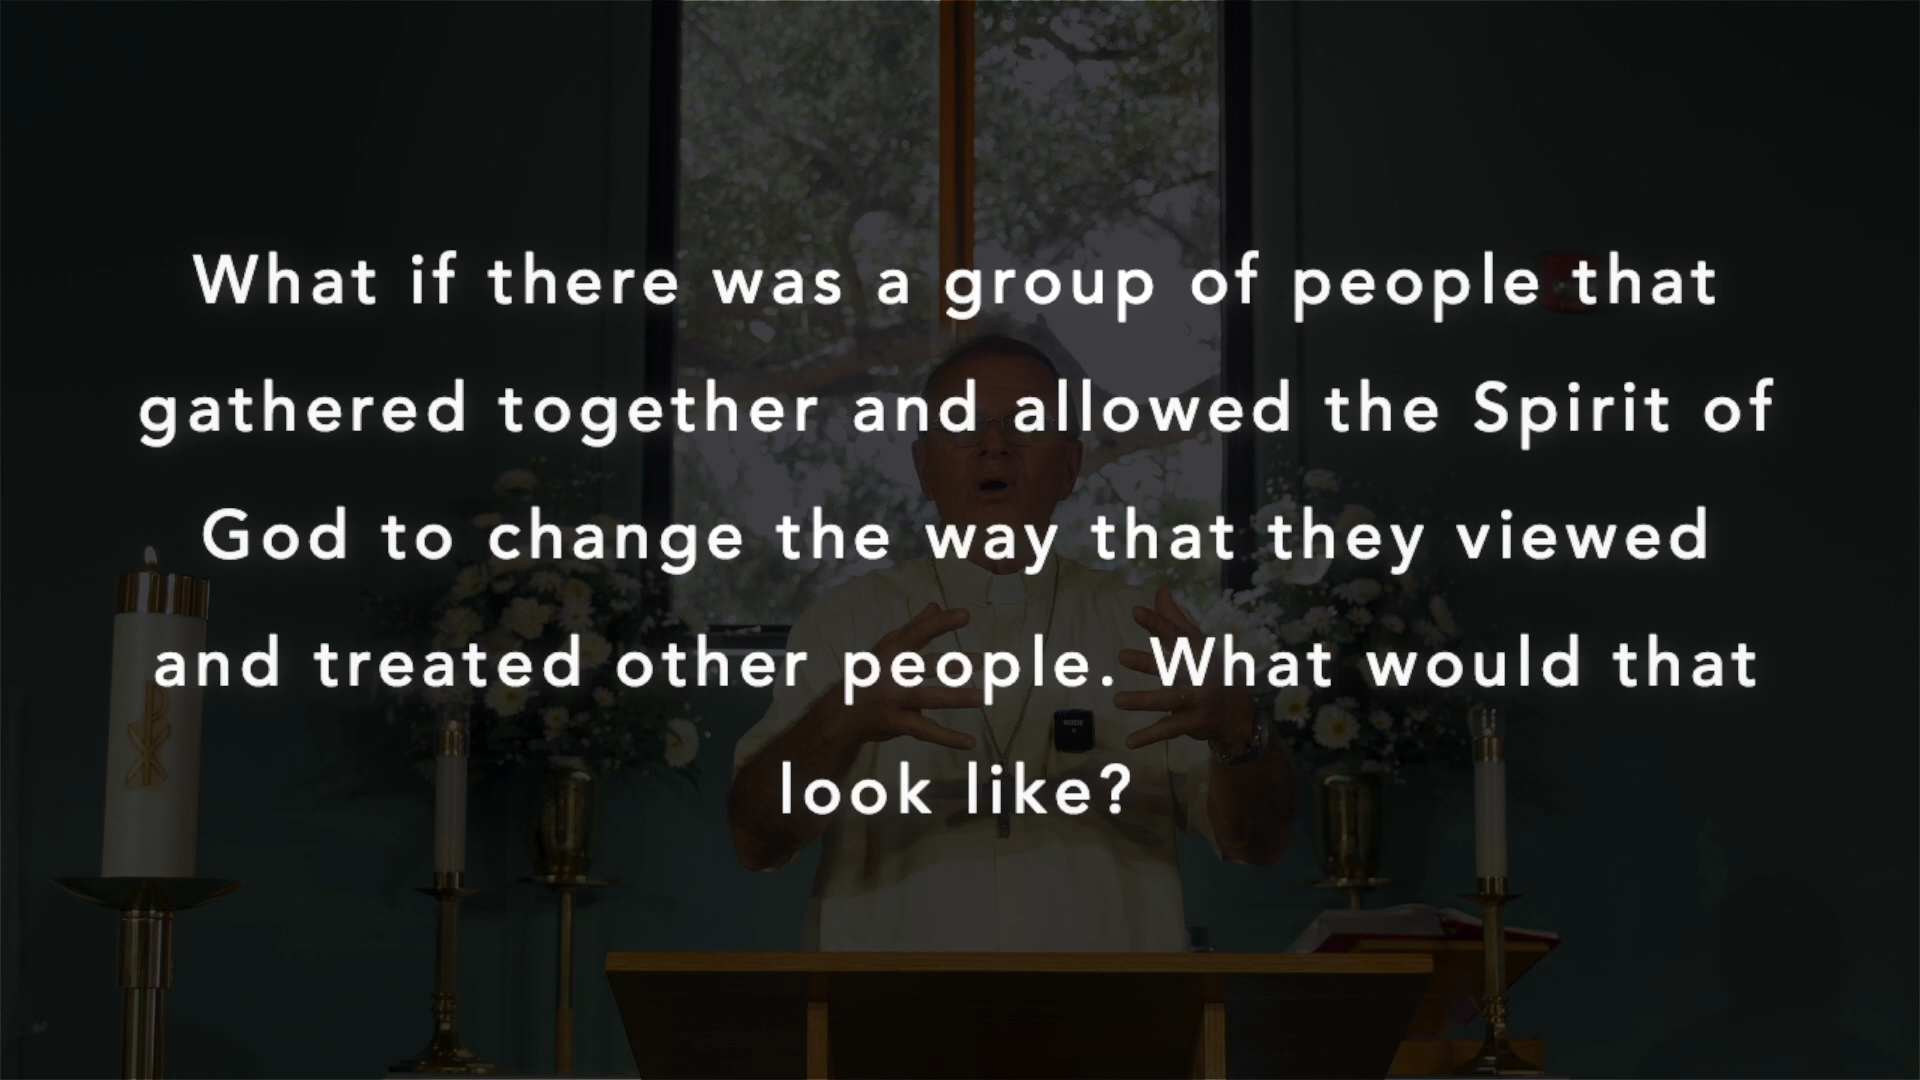 What if there was a group of people that
gathered together and allowed the Spirit of
God to change the way that they viewed
and treated other people. What would that
look like?
RODE